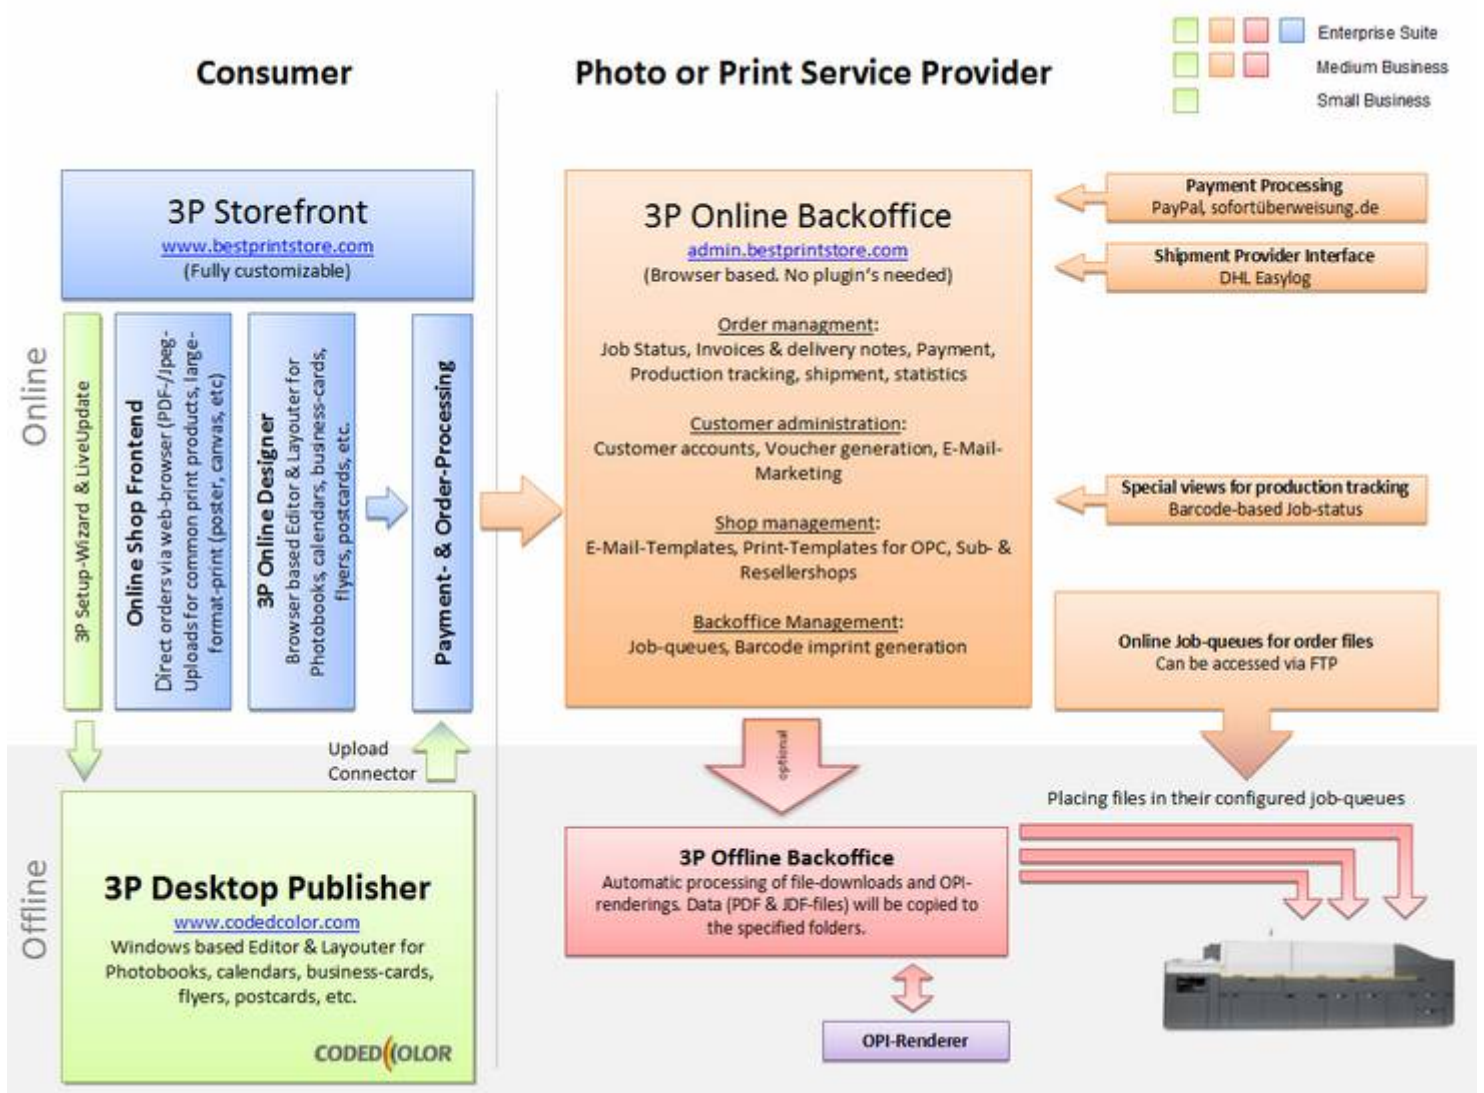 Enterprise Suite
Medium Business
Small Business
Consumer
Photo or Print Service Provider
Online
3P Storefront
www.bestprintstore.com
(Fully customizable)
3P Setup-Wizard & LiveUpdate
Online Shop Frontend
Direct orders via web-browser (PDF-/Jpeg-
Uploads for common print products, large-
format-print (poster, canvas, etc)
3P Online Designer
Browser based Editor & Layouter for
Photobooks, calendars, business-cards,
flyers, postcards, etc.
Payment- & Order-Processing
3P Online Backoffice
admin.bestprintstore.com
(Browser based. No plugin's needed)
Order managment:
Job Status, Invoices & delivery notes, Payment,
Production tracking, shipment, statistics
Customer administration:
Customer accounts, Voucher generation, E-Mail-
Marketing
Shop management:
E-Mail-Templates, Print-Templates for OPC, Sub- &
Resellershops
Backoffice Management:
Job-queues, Barcode imprint generation
Payment Processing
PayPal, sofortüberweisung.de
Shipment Provider Interface
DHL Easylog
Special views for production tracking
Barcode-based Job-status
Online Job-queues for order files
Can be accessed via FTP
Upload
Connector
optional
Placing files in their configured job-queues
Offline
3P Desktop Publisher
www.codedcolor.com
Windows based Editor & Layouter for
Photobooks, calendars, business-cards,
flyers, postcards, etc.
CODEDCOLOR
3P Offline Backoffice
Automatic processing of file-downloads and OPI-
renderings. Data (PDF & JDF-files) will be copied to
the specified folders.
OPI-Renderer